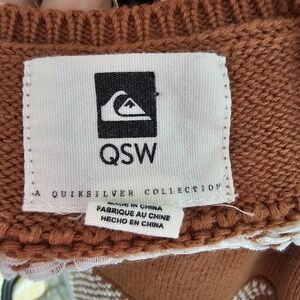 QSW
A QUIKSILVER COLLECTION
MADE IN CHINA
FABRIQUE AU CHINE
HECHO EN CHINA